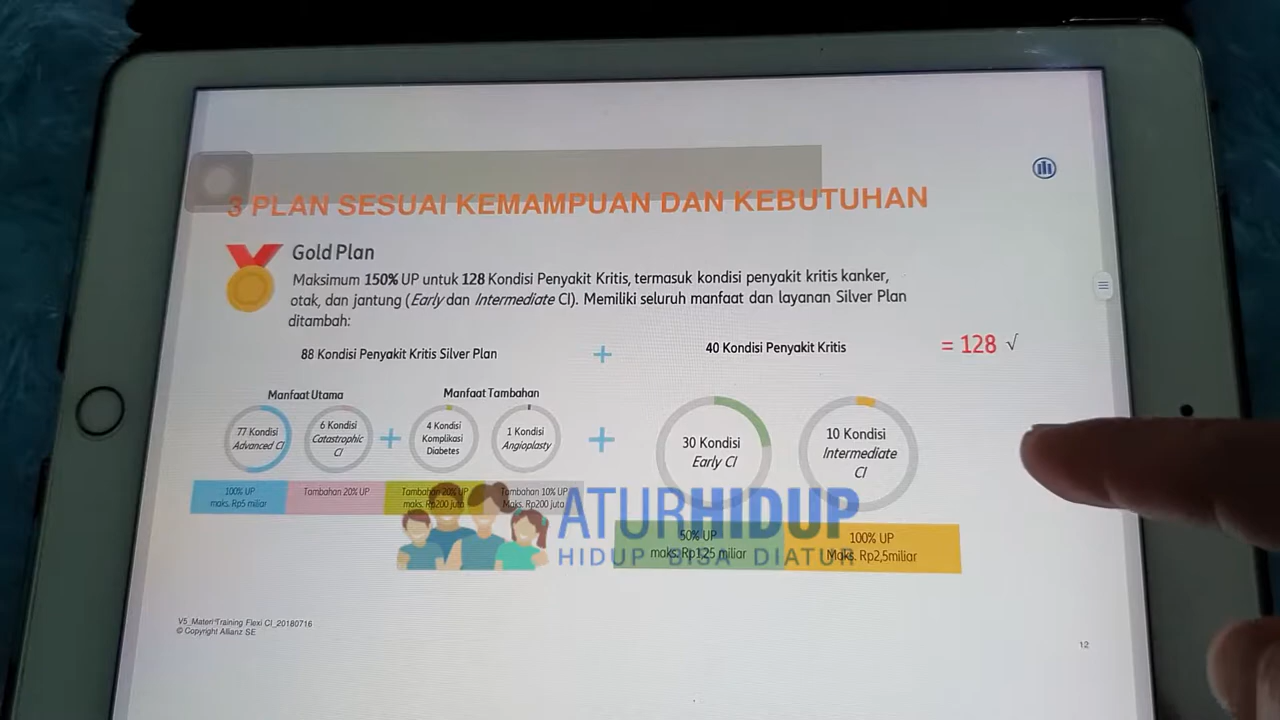 3 PLAN SESUAI KEMAMPUAN DAN KEBUTUHAN
Gold Plan
Maksimum 150% UP untuk 128 Kondisi Penyakit Kritis, termasuk kondisi penyakit kritis kanker,
otak, dan jantung (Early dan Intermediate CI). Memiliki seluruh manfaat dan layanan Silver Plan
ditambah:
88 Kondisi Penyakit Kritis Silver Plan
+
40 Kondisi Penyakit Kritis
= 128 √
Manfaat Utama
Manfaat Tambahan
77 Kondisi
Advanced CI
6 Kondisi
Catastrophic
CI
+
4 Kondisi
Komplikasi
Diabetes
1 Kondisi
Angioplasty
+
30 Kondisi
Early CI
10 Kondisi
Intermediate
CI
100% UP
maks. Rp5 miliar
Tambahan 20% UP
Tambahan 20% UP
maks. Rp200 juta
Tambahan 10% UP
Maks. Rp200 juta
50% UP
maks. Rp1,25 miliar
100% UP
Maks. Rp2,5miliar
ATURHIDUP
HIDUP BISA DIATUR
V5_Materi Training Flexi CI_20180716
© Copyright Allianz SE
12